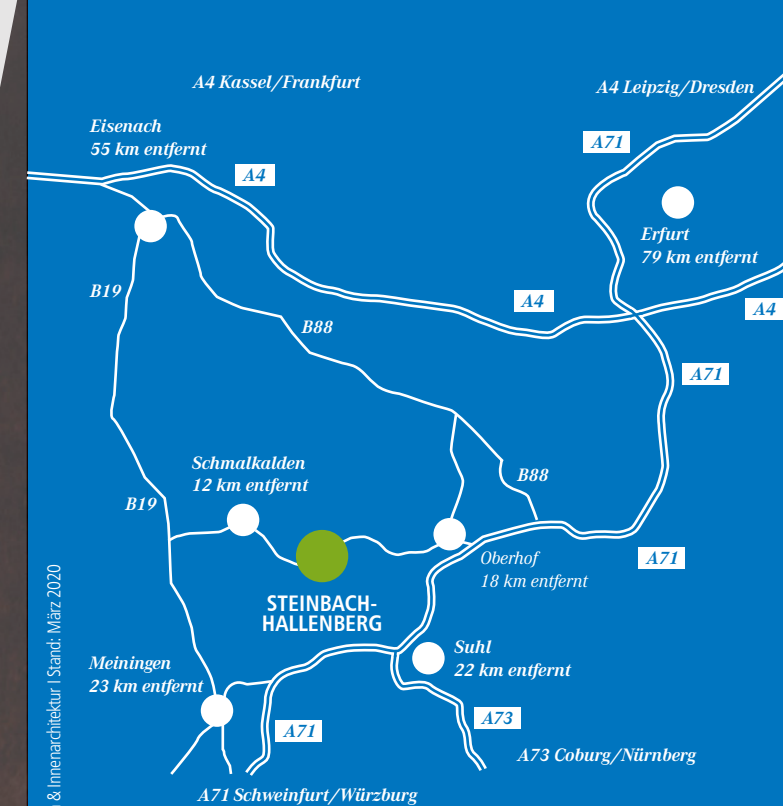 A4 Kassel/Frankfurt
A4 Leipzig/Dresden
Eisenach
55 km entfernt
A71
A4
Erfurt
79 km entfernt
B19
A4
A4
B88
A71
Schmalkalden
12 km entfernt
B88
B19
Oberhof
18 km entfernt
A71
STEINBACH-
HALLENBERG
Suhl
22 km entfernt
Meiningen
23 km entfernt
A71
A73
A73 Coburg/Nürnberg
A71 Schweinfurt/Würzburg
& Innenarchitektur | Stand: März 2020